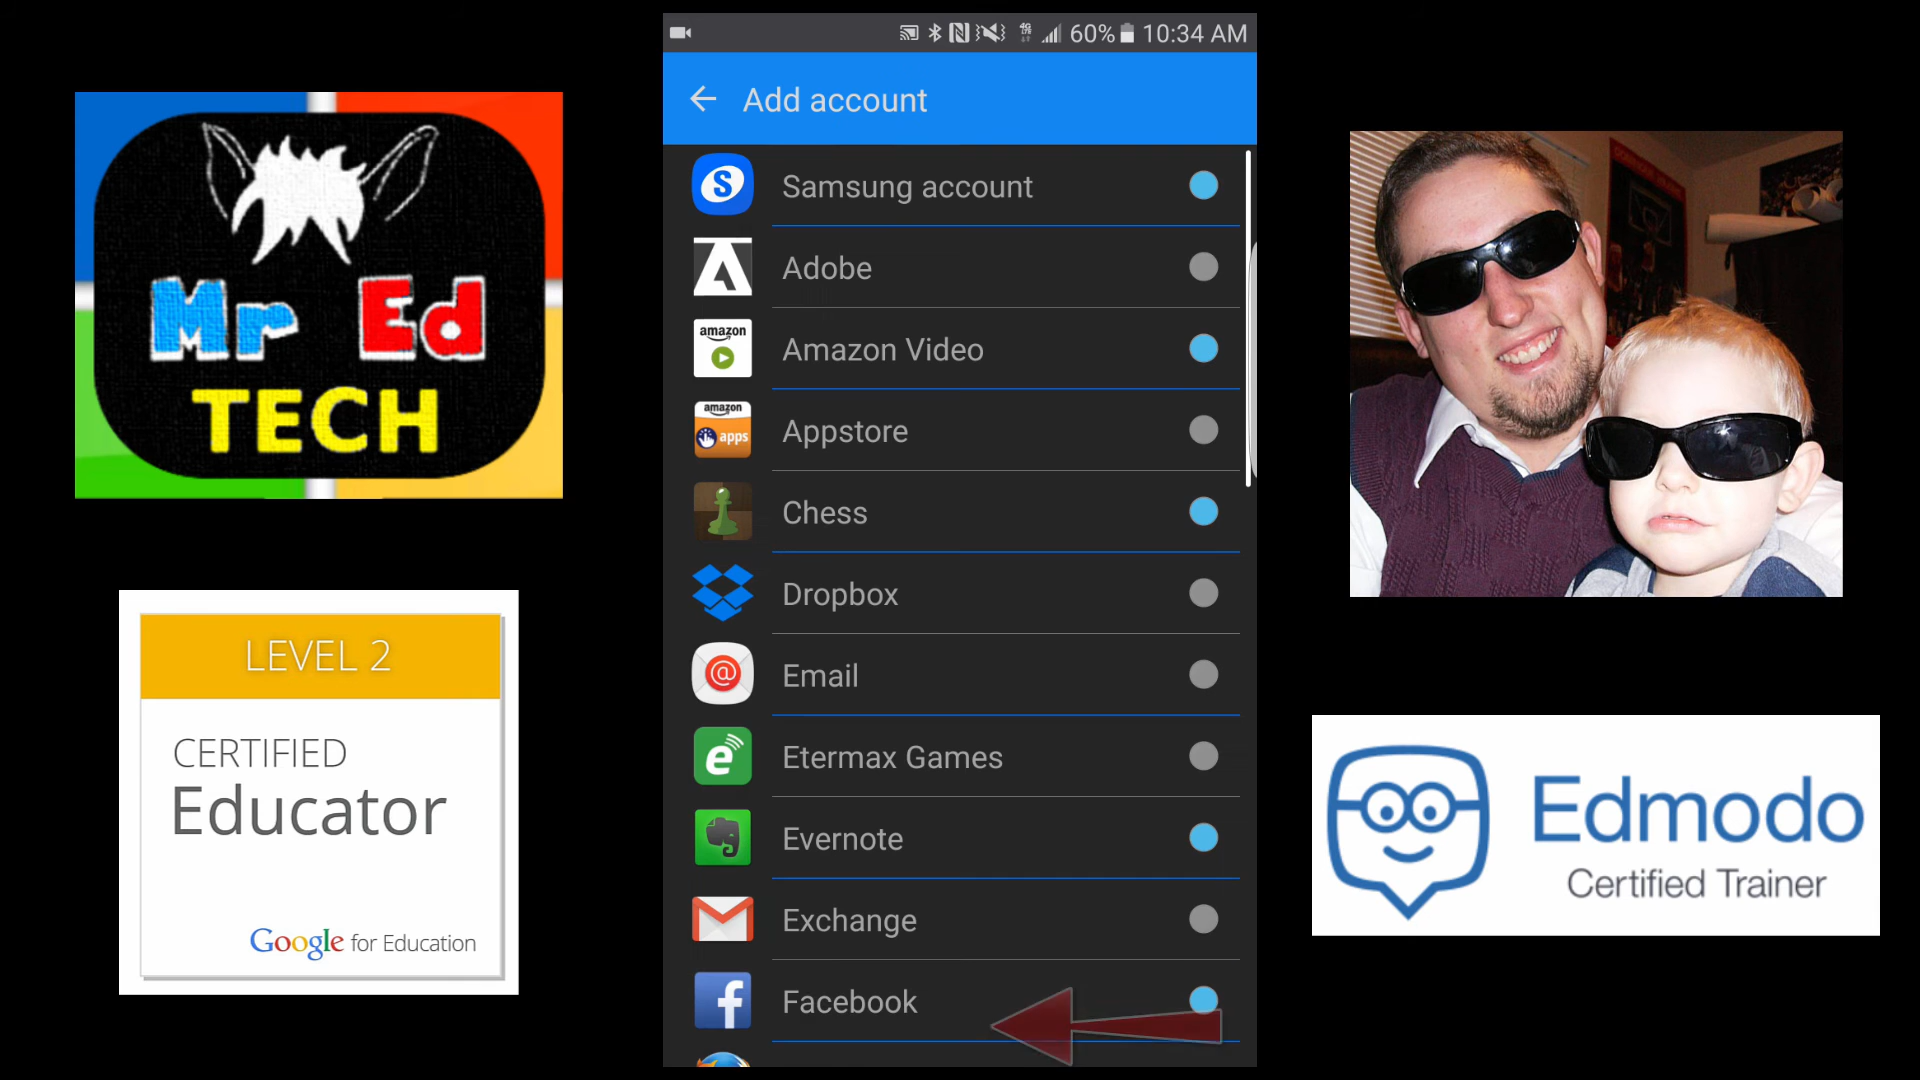 60% 10:34 AM
Add account
Samsung account
Adobe
amazon
Amazon Video
amazon
apps
Appstore
Chess
Dropbox
Email
Etermax Games
Evernote
Exchange
Facebook
Mr Ed
TECH
LEVEL 2
CERTIFIED
Educator
Google for Education
Edmodo
Certified Trainer